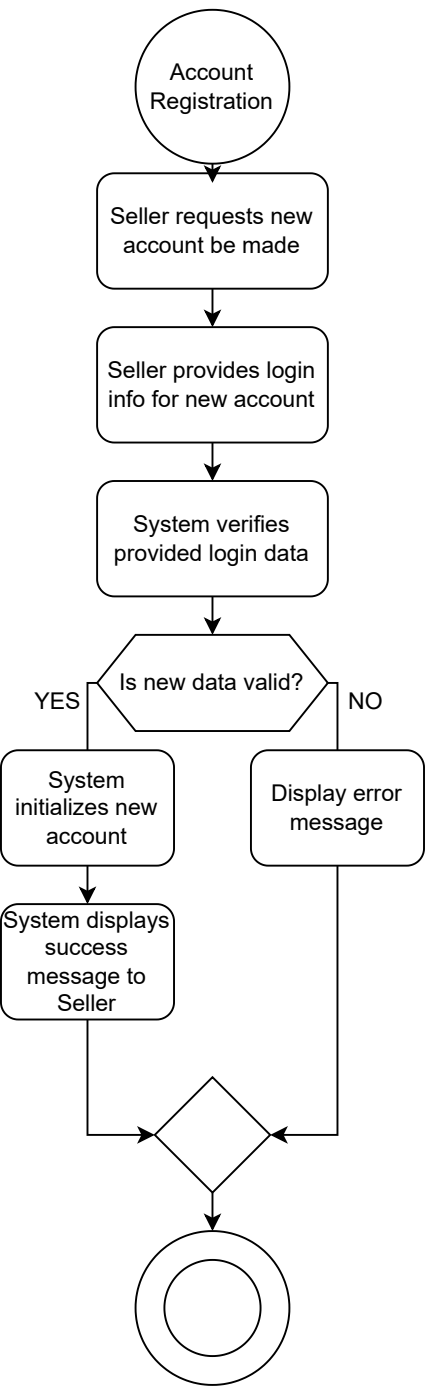 Account
Registration
Seller requests new
account be made
Seller provides login
info for new account
System verifies
provided login data
Is new data valid?
YES
NO
System
initializes new
account
Display error
message
System displays
success
message to
Seller